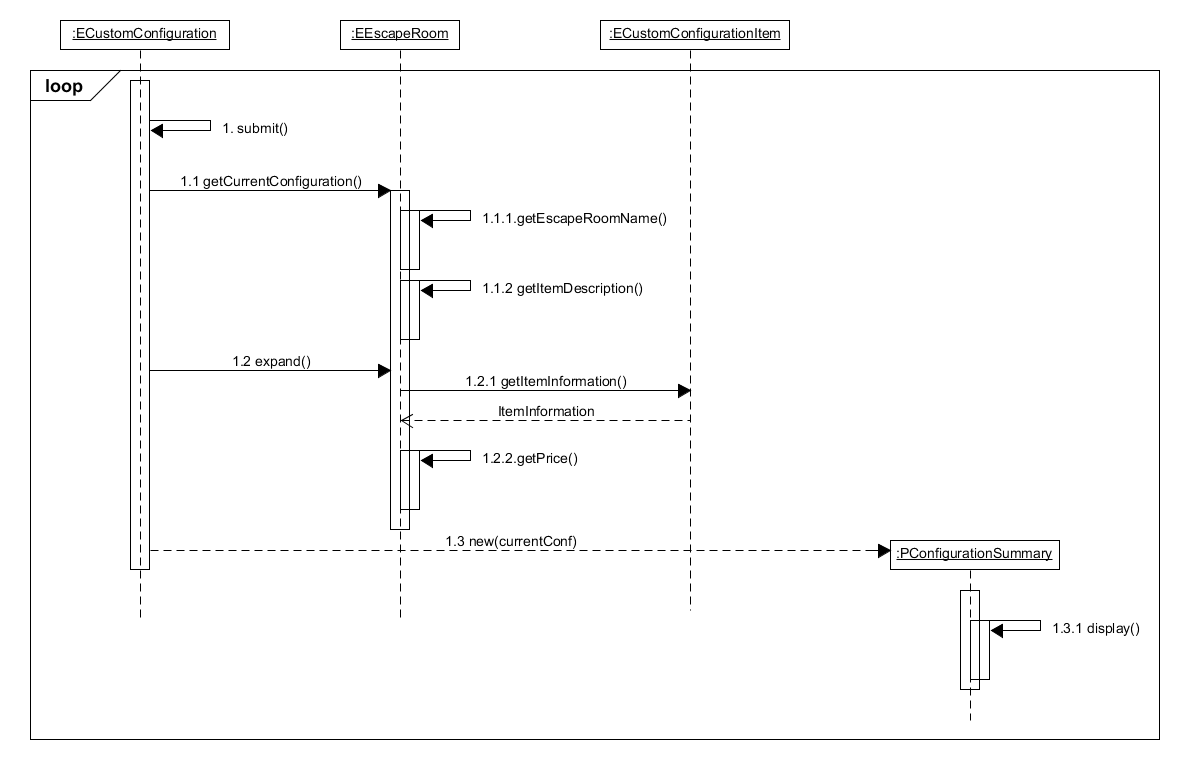 :ECustomConfiguration
:EEscapeRoom
:ECustomConfigurationItem
loop
1. submit()
1.1 getCurrentConfiguration()
1.1.1.getEscapeRoomName()
1.1.2 getItemDescription()
1.2 expand()
1.2.1 getItemInformation()
ItemInformation
1.2.2.getPrice()
1.3 new(currentConf)
:PConfigurationSummary
1.3.1 display()